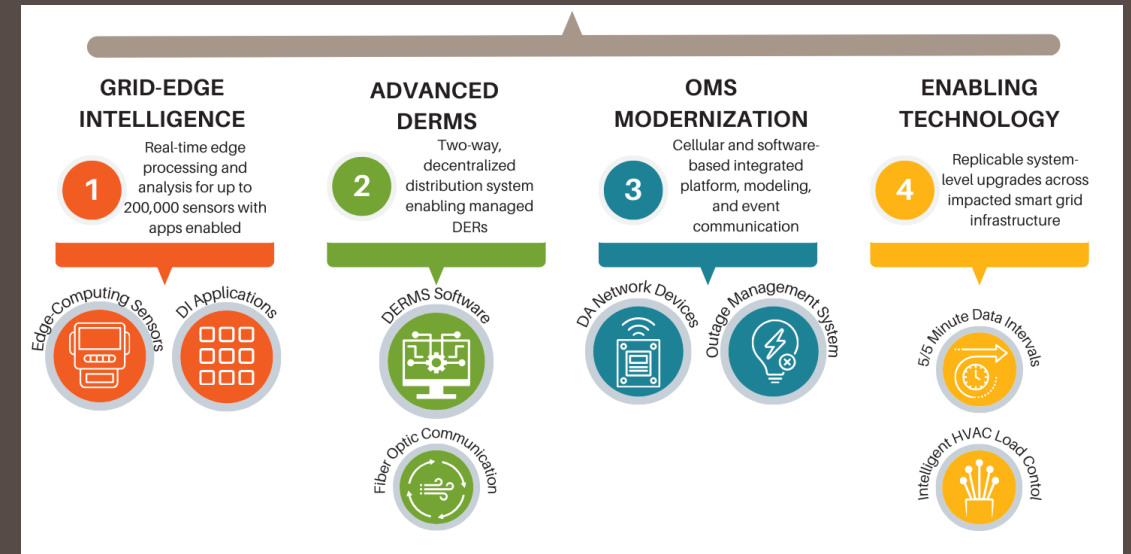 GRID-EDGE
INTELLIGENCE
1
Real-time edge
processing and
analysis for up to
200,000 sensors with
apps enabled
Edge-Computing Sensors
DI Applications
ADVANCED
DERMS
2
Two-way,
decentralized
distribution system
enabling managed
DERs
DERMS Software
Fiber Optic Communication
OMS
MODERNIZATION
3
Cellular and software-
based integrated
platform, modeling,
and event
communication
DA Network Devices
Outage Management System
ENABLING
TECHNOLOGY
4
Replicable system-
level upgrades across
impacted smart grid
infrastructure
5/5 Minute Data Intervals
Intelligent HVAC Load Contol